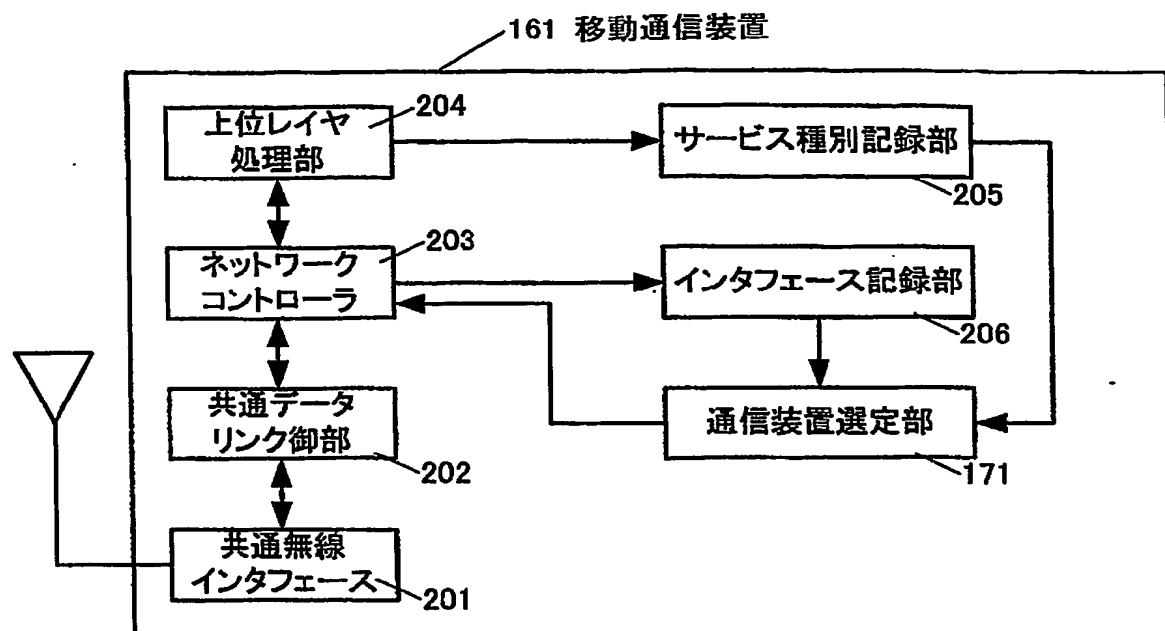 161 移動通信装置
上位レイヤ
処理部
204
サービス種別記録部
205
ネットワーク
コントローラ
203
インタフェース記録部
206
共通データ
リンク御部
202
通信装置選定部
171
共通無線
インタフェース
201